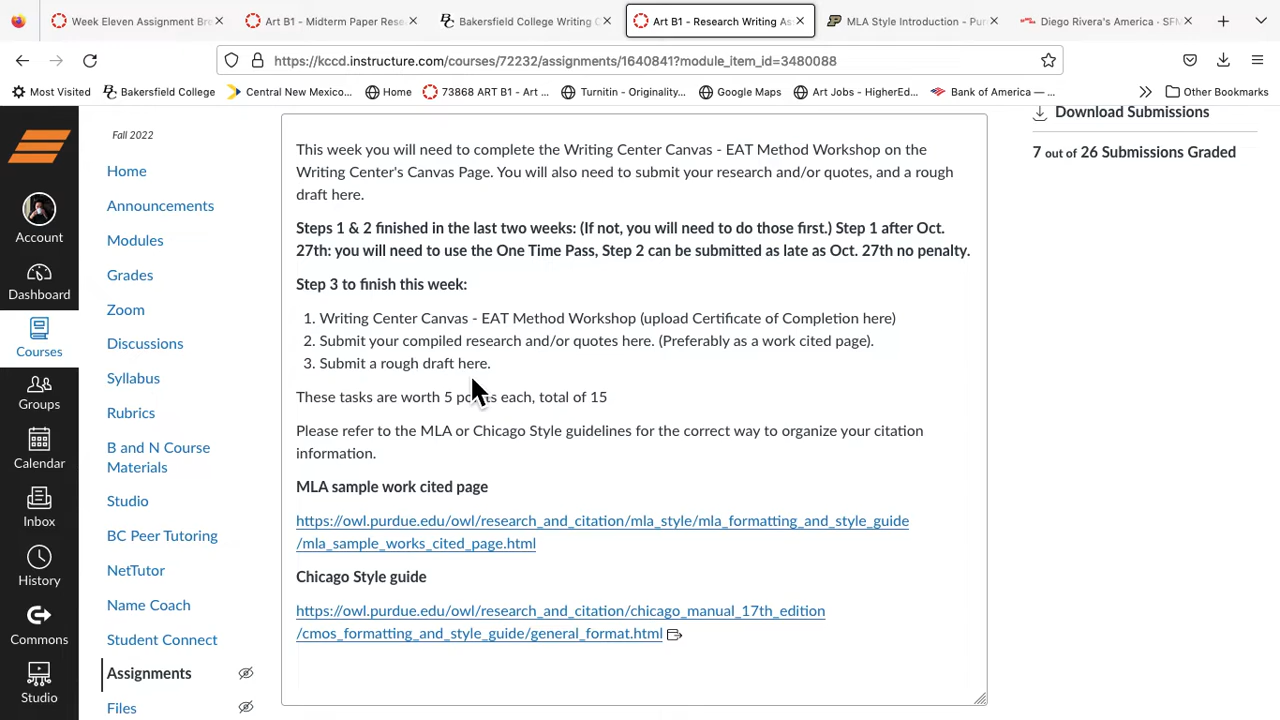 Week Eleven Assignment Bre
Art B1 - Midterm Paper Rese
Bakersfield College Writing C
Art B1 - Research Writing As
MLA Style Introduction - Pur
Diego Rivera's America · SFM
https://kccd.instructure.com/courses/72232/assignments/1640841?module_item_id=3480088
Most Visited
Bakersfield College
Central New Mexico...
Home
73868 ART B1 - Art ...
Turnitin - Originality...
Google Maps
Art Jobs - HigherEd...
Bank of America — ...
Other Bookmarks
Account
Dashboard
Courses
Groups
Calendar
Inbox
History
Commons
Studio
Fall 2022
Home
Announcements
Modules
Grades
Zoom
Discussions
Syllabus
Rubrics
B and N Course
Materials
Studio
BC Peer Tutoring
NetTutor
Name Coach
Student Connect
Assignments
Files
This week you will need to complete the Writing Center Canvas - EAT Method Workshop on the
Writing Center's Canvas Page. You will also need to submit your research and/or quotes, and a rough
draft here.
Steps 1 & 2 finished in the last two weeks: (If not, you will need to do those first.) Step 1 after Oct.
27th: you will need to use the One Time Pass, Step 2 can be submitted as late as Oct. 27th no penalty.
Step 3 to finish this week:
1. Writing Center Canvas - EAT Method Workshop (upload Certificate of Completion here)
2. Submit your compiled research and/or quotes here. (Preferably as a work cited page).
3. Submit a rough draft here.
These tasks are worth 5 points each, total of 15
Please refer to the MLA or Chicago Style guidelines for the correct way to organize your citation
information.
MLA sample work cited page
https://owl.purdue.edu/owl/research_and_citation/mla_style/mla_formatting_and_style_guide
/mla_sample_works_cited_page.html
Chicago Style guide
https://owl.purdue.edu/owl/research_and_citation/chicago_manual_17th_edition
/cmos_formatting_and_style_guide/general_format.html
Download Submissions
7 out of 26 Submissions Graded